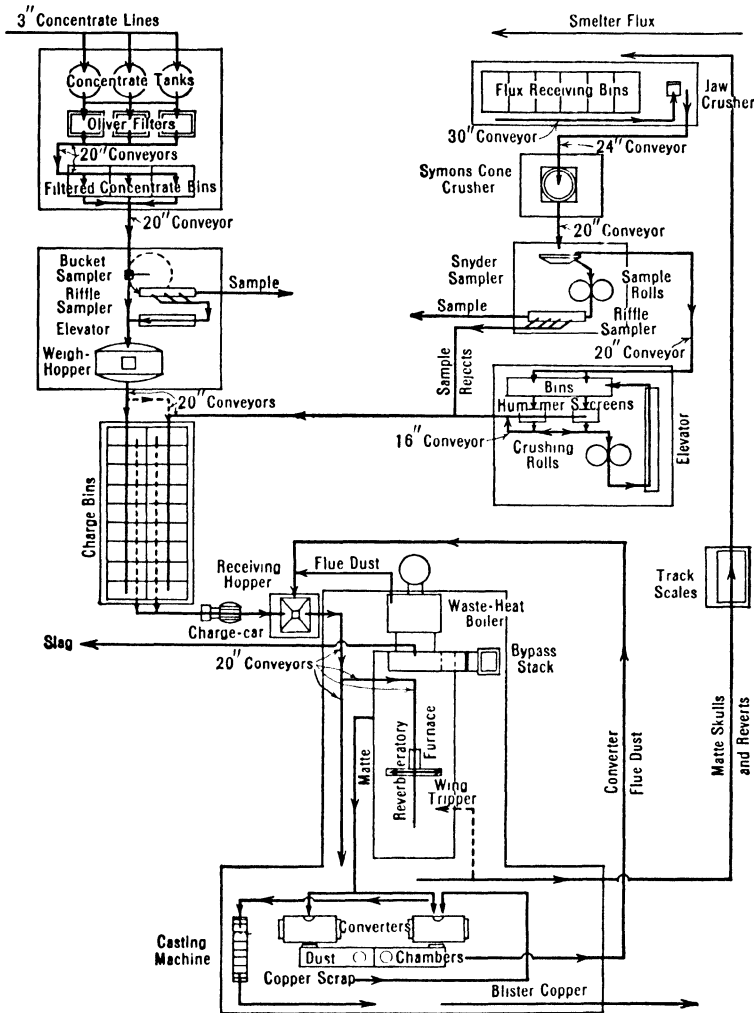 3" Concentrate Lines
Smelter Flux
Concentrate Tanks
Flux Receiving Bins
Jaw
Crusher
Oliver Filters
30" Conveyor
24" Conveyor
20" Conveyors
Symons Cone
Crusher
Filtered Concentrate Bins
20" Conveyor
20" Conveyor
Bucket
Sampler
Snyder
Sampler
Sample
Rolls
Riffle
Sampler
Sample
Sample
Riffle
Sampler
Elevator
20" Conveyor
Weigh-
Hopper
Sample
Rejects
Bins
20" Conveyors
Hummer Screens
16" Conveyor
Crushing
Rolls
Elevator
Charge Bins
Receiving
Hopper
Flue Dust
Waste-Heat
Boiler
Track
Scales
Charge-car
Slag
Bypass
Stack
20" Conveyors
Matte
Reverberatory
Furnace
Wing
Tripper
Converter
Flue Dust
Matte Skulls
and Reverts
Converters
Casting
Machine
Dust Chambers
Copper Scrap
Blister Copper